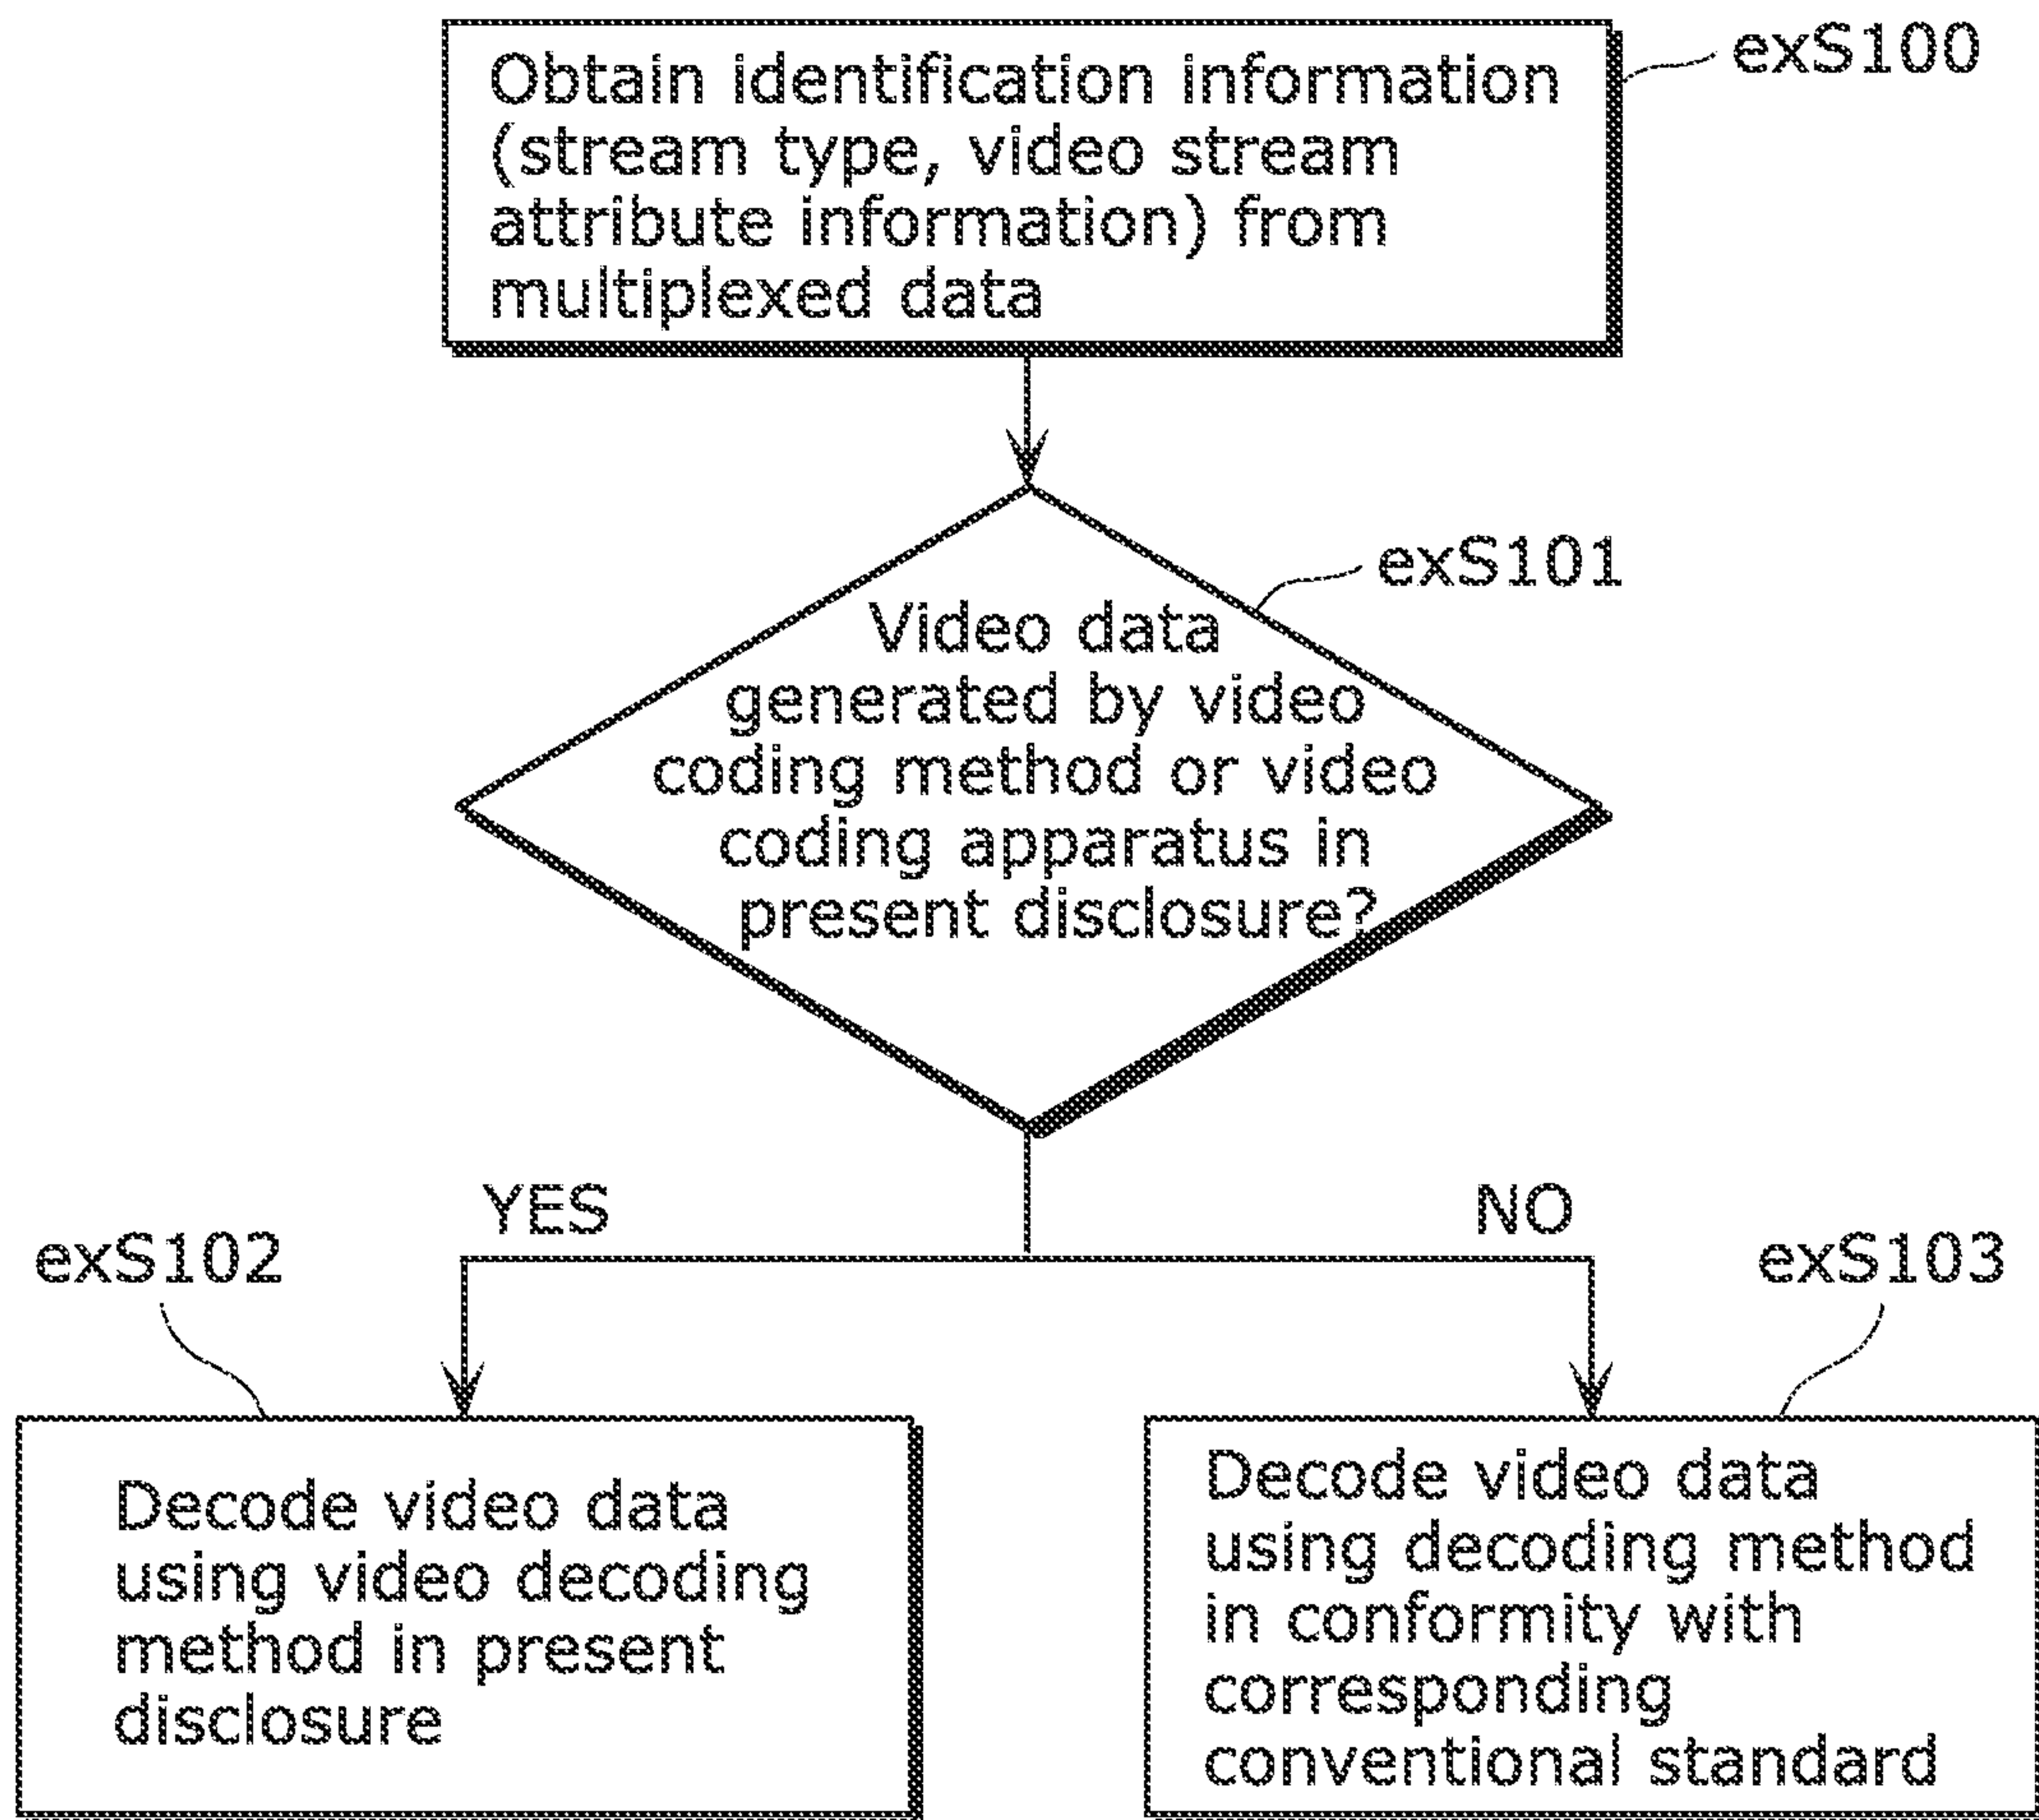 exS100
Obtain identification information
(stream type, video stream
attribute information) from
multiplexed data
exS101
Video data
generated by video
coding method or video
coding apparatus in
present disclosure?
YES
NO
exS102
exS103
Decode video data
using video decoding
method in present
disclosure
Decode video data
using decoding method
in conformity with
corresponding
conventional standard